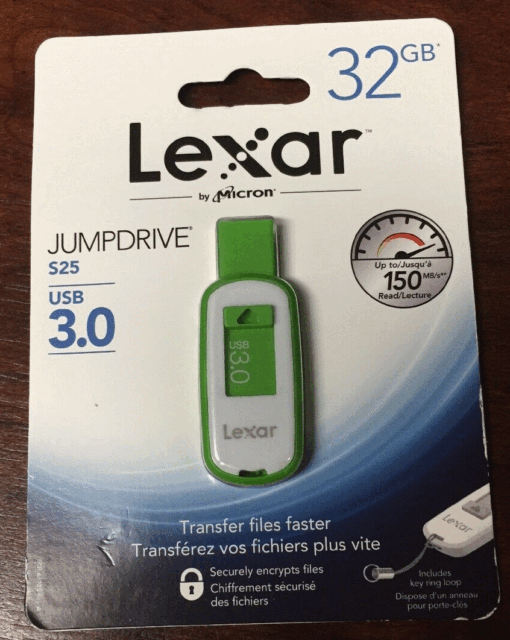 32GB*
Lexar™
by Micron®
JUMPDRIVE®
S25
USB
3.0
Up to/Jusqu'à
150 MB/s**
Read/Lecture
USB
3.0
Lexar
Transfer files faster
Transférez vos fichiers plus vite
Securely encrypts files
Chiffrement sécurisé
des fichiers
Lexar
Includes
key ring loop
Dispose d'un anneau
pour porte-clés